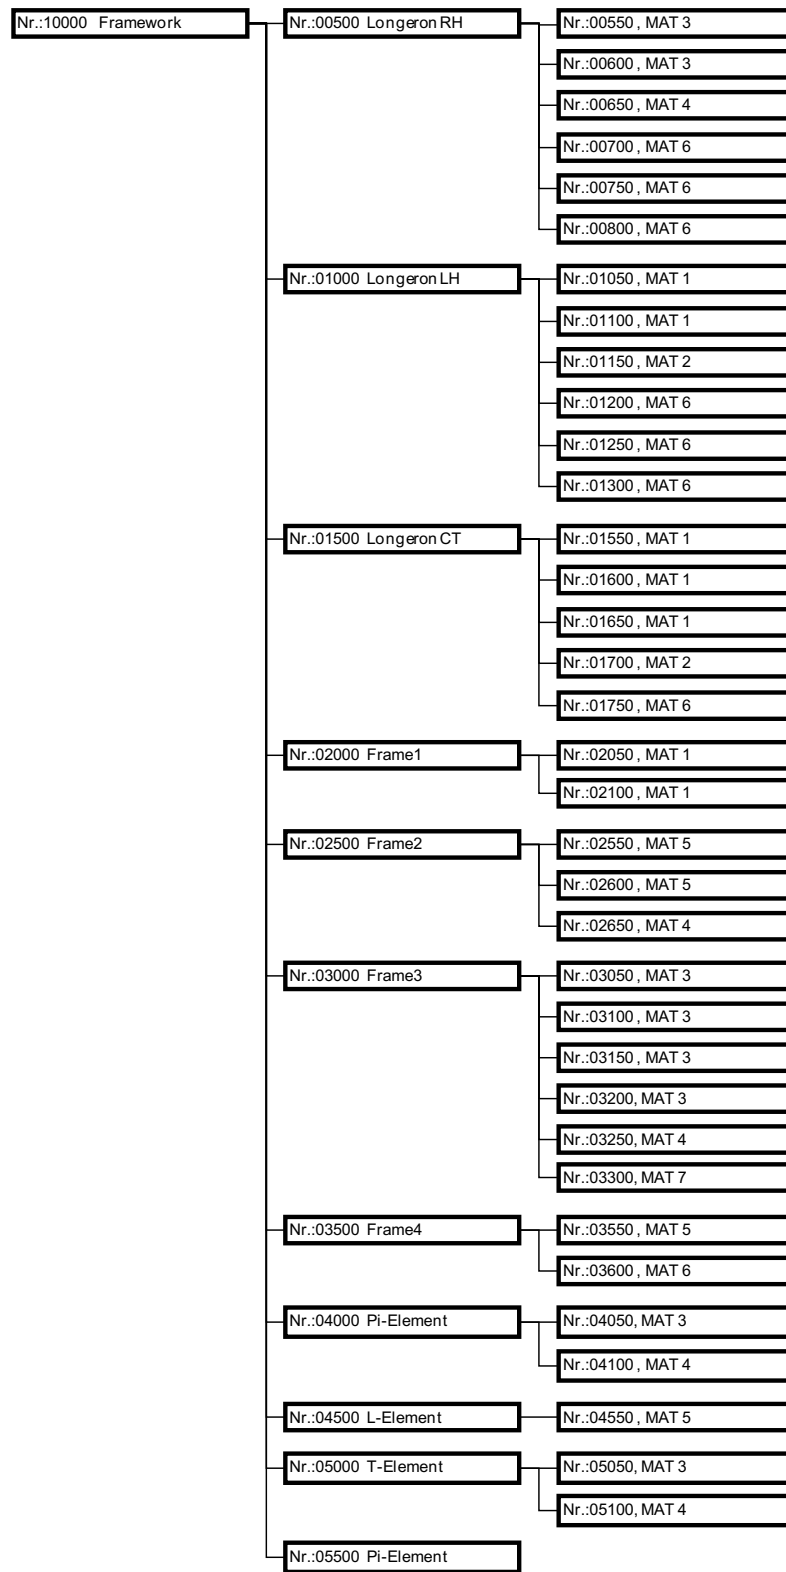 Nr.:10000 Framework
Nr.:00500 Longeron RH
Nr.:00550 , MAT 3
Nr.:00600 , MAT 3
Nr.:00650 , MAT 4
Nr.:00700 , MAT 6
Nr.:00750 , MAT 6
Nr.:00800 , MAT 6
Nr.:01000 Longeron LH
Nr.:01050 , MAT 1
Nr.:01100 , MAT 1
Nr.:01150 , MAT 2
Nr.:01200 , MAT 6
Nr.:01250 , MAT 6
Nr.:01300 , MAT 6
Nr.:01500 Longeron CT
Nr.:01550 , MAT 1
Nr.:01600 , MAT 1
Nr.:01650 , MAT 1
Nr.:01700 , MAT 2
Nr.:01750 , MAT 6
Nr.:02000 Frame1
Nr.:02050 , MAT 1
Nr.:02100 , MAT 1
Nr.:02500 Frame2
Nr.:02550 , MAT 5
Nr.:02600 , MAT 5
Nr.:02650 , MAT 4
Nr.:03000 Frame3
Nr.:03050 , MAT 3
Nr.:03100 , MAT 3
Nr.:03150 , MAT 3
Nr.:03200, MAT 3
Nr.:03250, MAT 4
Nr.:03300, MAT 7
Nr.:03500 Frame4
Nr.:03550 , MAT 5
Nr.:03600 , MAT 6
Nr.:04000 Pi-Element
Nr.:04050, MAT 3
Nr.:04100 , MAT 4
Nr.:04500 L-Element
Nr.:04550 , MAT 5
Nr.:05000 T-Element
Nr.:05050, MAT 3
Nr.:05100, MAT 4
Nr.:05500 Pi-Element